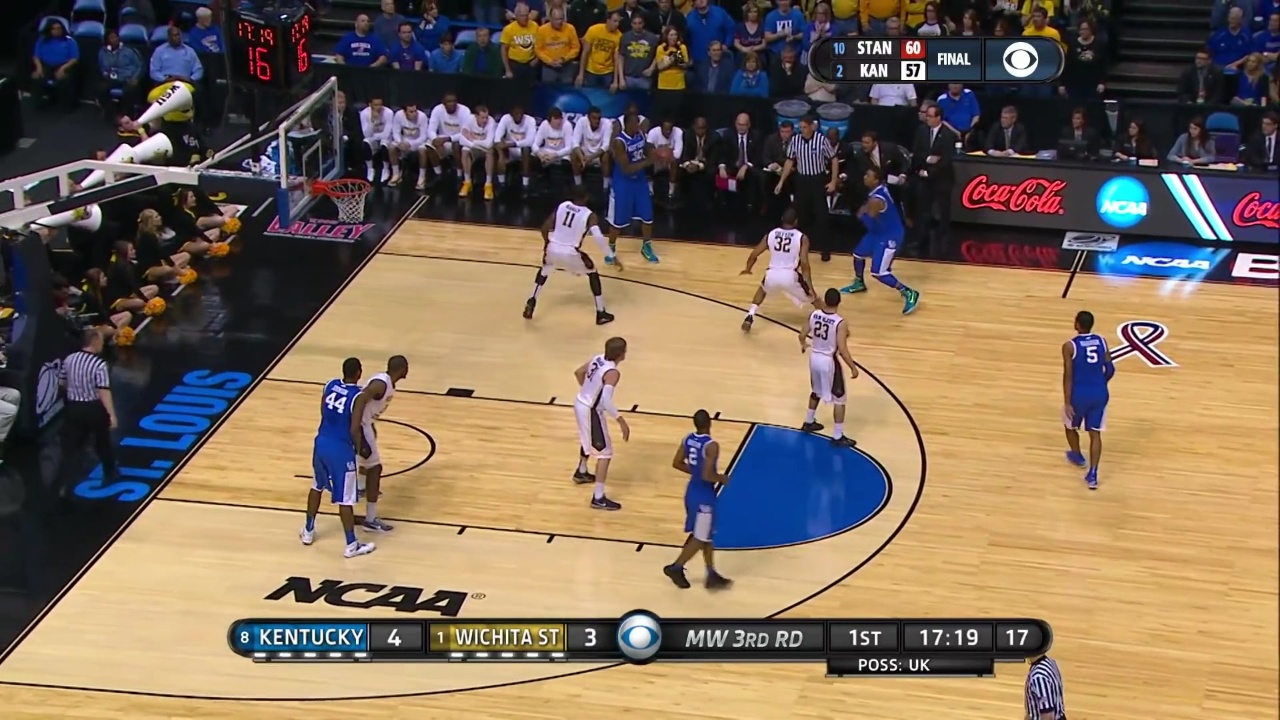 17:19
16
WSU
10 STAN 60 FINAL
2 KAN 57
Coca-Cola
NCAA
Coca
NCAA
VALLEY
ST. LOUIS
NCAA®
11
32
23
5
44
2
8 KENTUCKY 4 1 WICHITA ST 3 MW 3RD RD 1ST 17:19 17
POSS: UK